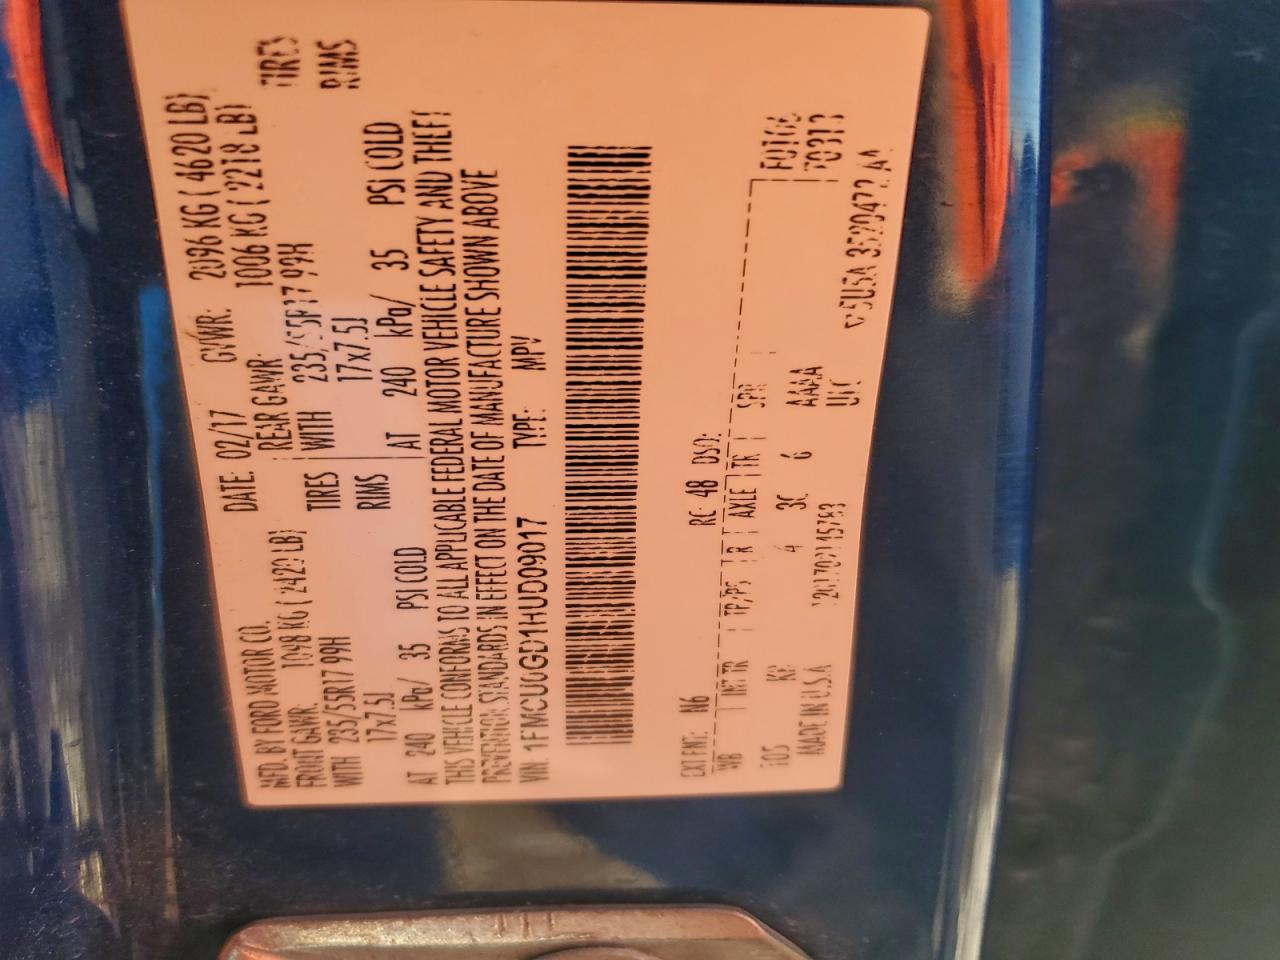 MFD. BY FORD MOTOR CO.
DATE: 02/17 GVWR: 2096 KG ( 4620 LB)
FRONT GAWR: 1098 KG ( 2420 LB) REAR GAWR: 1006 KG ( 2218 LB)
WITH 235/55R17 99H TIRES WITH 235/55R17 99H TIRES
17x7.5J RIMS 17x7.5J RIMS
AT 240 kPa/ 35 PSI COLD AT 240 kPa/ 35 PSI COLD
THIS VEHICLE CONFORMS TO ALL APPLICABLE FEDERAL MOTOR VEHICLE SAFETY AND THEFT
PREVENTION STANDARDS IN EFFECT ON THE DATE OF MANUFACTURE SHOWN ABOVE
VIN: 1FMCU0GD1HUD09017 TYPE: MPV
EXT PNT: N6 RC: 48 DSO:
WB INT TR TP/PS R AXLE TR SPR
105 4 3C 6 AAAA
MADE IN U.S.A